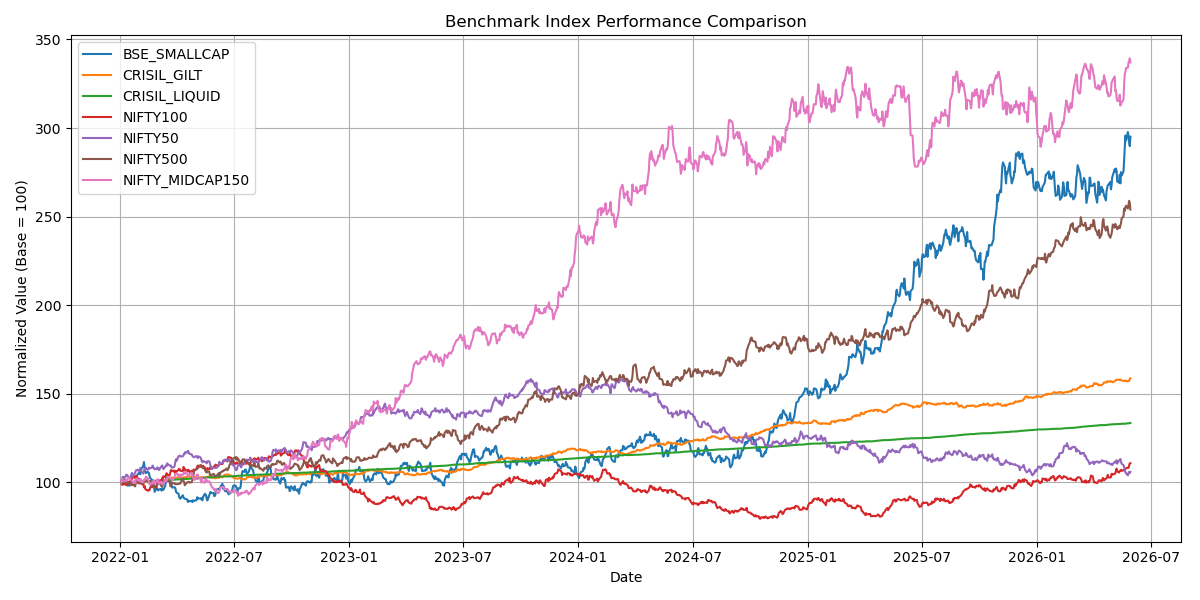 Benchmark Index Performance Comparison
350
300
250
200
150
100
Normalized Value (Base = 100)
BSE_SMALLCAP
CRISIL_GILT
CRISIL_LIQUID
NIFTY100
NIFTY50
NIFTY500
NIFTY_MIDCAP150
2022-01 2022-07 2023-01 2023-07 2024-01 2024-07 2025-01 2025-07 2026-01 2026-07
Date